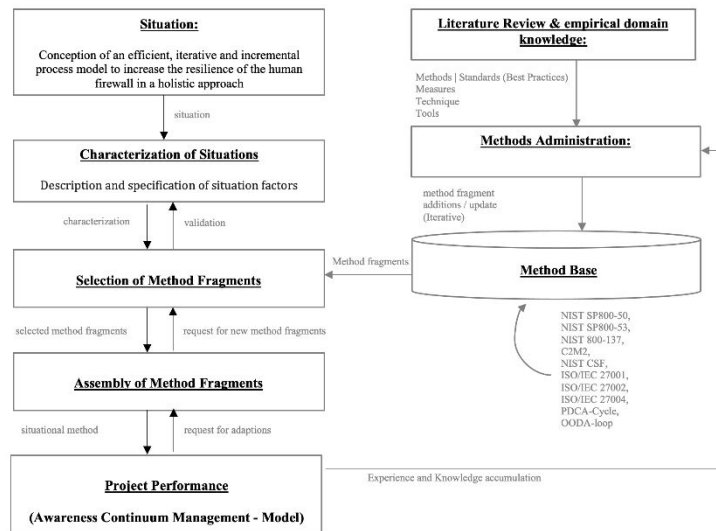 Situation:
Conception of an efficient, iterative and incremental
process model to increase the resilience of the human
firewall in a holistic approach
situation
Characterization of Situations
Description and specification of situation factors
characterization
validation
Selection of Method Fragments
selected method fragments
request for new method fragments
Assembly of Method Fragments
situational method
request for adaptions
Project Performance
(Awareness Continuum Management - Model)
Literature Review & empirical domain
knowledge:
Methods | Standards (Best Practices)
Measures
Technique
Tools
Methods Administration:
method fragment
additions / update
(Iterative)
Method fragments
Method Base
NIST SP800-50,
NIST SP800-53,
NIST 800-137,
C2M2,
NIST CSF,
ISO/IEC 27001,
ISO/IEC 27002,
ISO/IEC 27004,
PDCA-Cycle,
OODA-loop
Experience and Knowledge accumulation